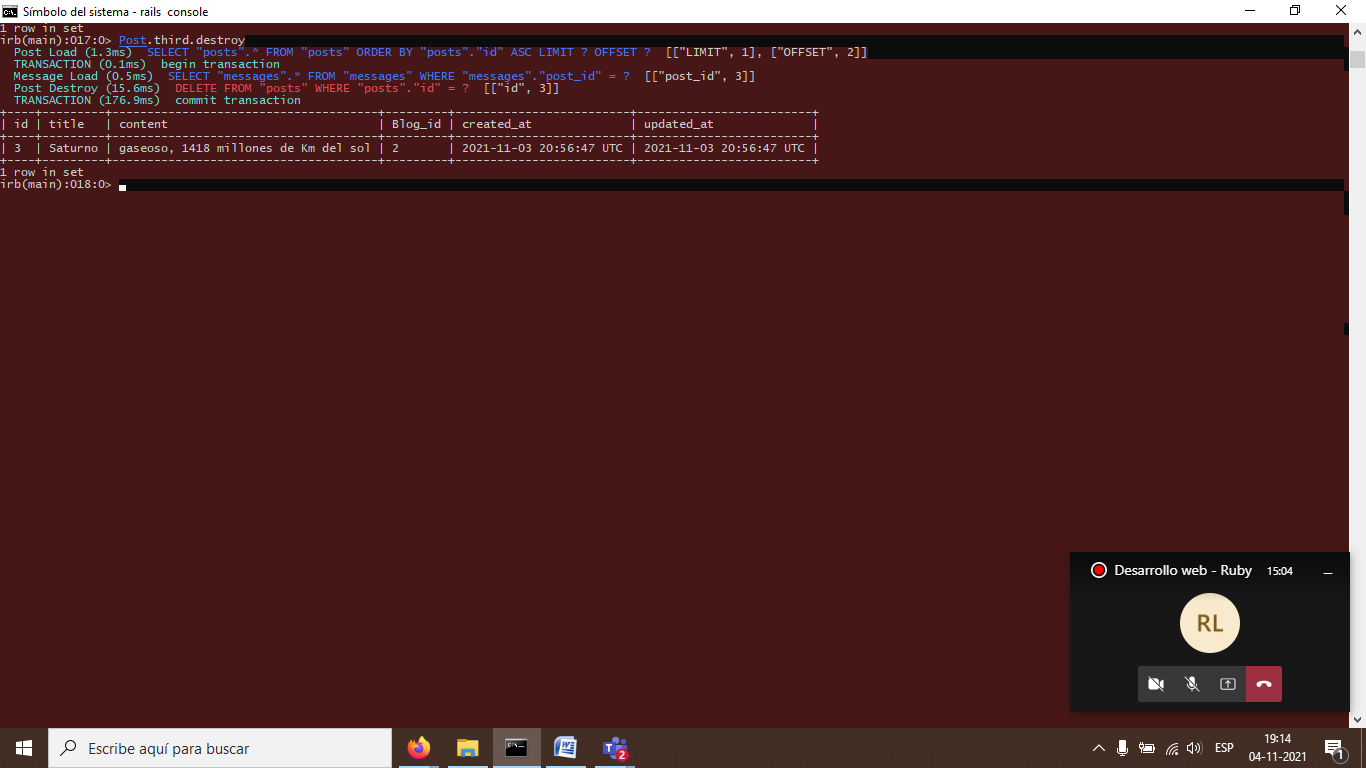 Símbolo del sistema - rails  console
1 row in set
irb(main):017:0> Post.third.destroy
  Post Load (1.3ms)  SELECT "posts".* FROM "posts" ORDER BY "posts"."id" ASC LIMIT ? OFFSET ?  [["LIMIT", 1], ["OFFSET", 2]]
  TRANSACTION (0.1ms)  begin transaction
  Message Load (0.5ms)  SELECT "messages".* FROM "messages" WHERE "messages"."post_id" = ?  [["post_id", 3]]
  Post Destroy (15.6ms)  DELETE FROM "posts" WHERE "posts"."id" = ?  [["id", 3]]
  TRANSACTION (176.9ms)  commit transaction
+----+---------+--------------------------------------+---------+-------------------------+-------------------------+
| id | title   | content                              | Blog_id | created_at              | updated_at              |
+----+---------+--------------------------------------+---------+-------------------------+-------------------------+
| 3  | Saturno | gaseoso, 1418 millones de Km del sol | 2       | 2021-11-03 20:56:47 UTC | 2021-11-03 20:56:47 UTC |
+----+---------+--------------------------------------+---------+-------------------------+-------------------------+
1 row in set
irb(main):018:0>
Desarrollo web - Ruby 15:04
RL
Escribe aquí para buscar
2
ESP
19:14
04-11-2021
1